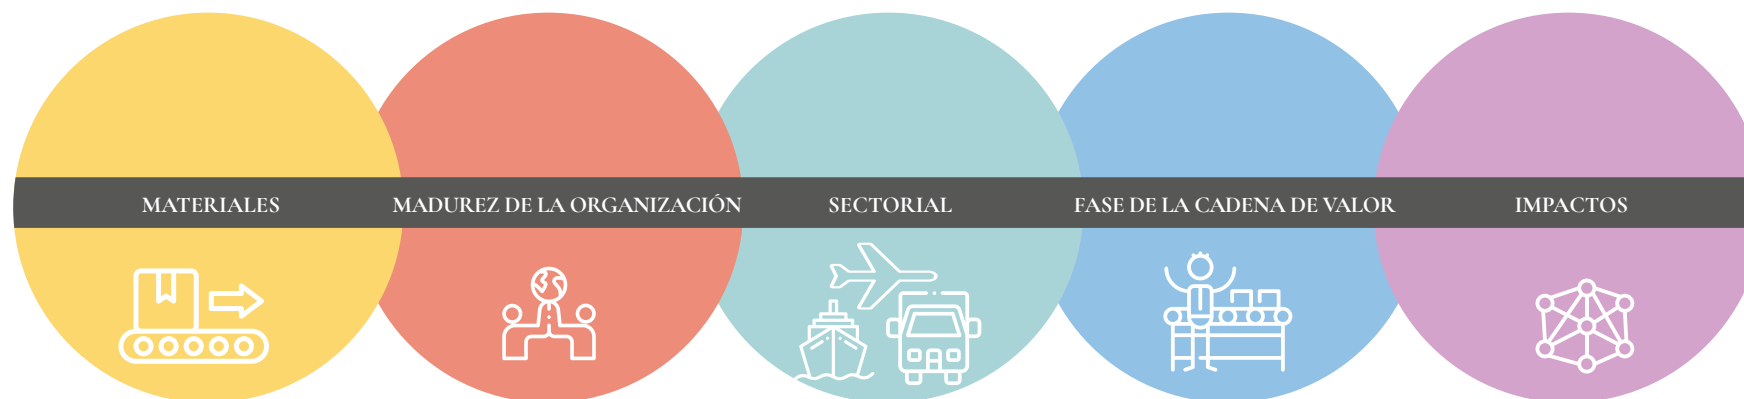 MATERIALES
MADUREZ DE LA ORGANIZACIÓN
SECTORIAL
FASE DE LA CADENA DE VALOR
IMPACTOS